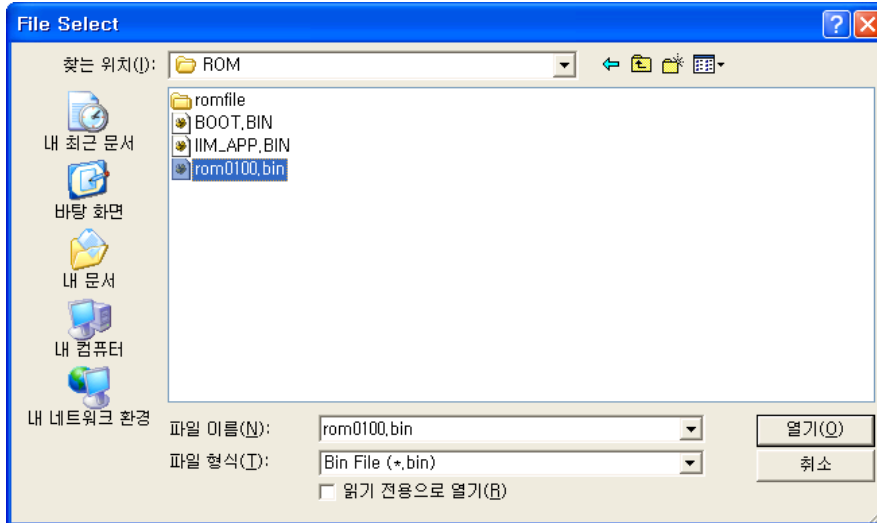 File Select
찾는 위치(I): ROM
romfile
BOOT.BIN
IIM_APP.BIN
rom0100.bin
내 최근 문서
바탕 화면
내 문서
내 컴퓨터
내 네트워크 환경
파일 이름(N): rom0100.bin 열기(O)
파일 형식(T): Bin File (*.bin) 취소
읽기 전용으로 열기(R)